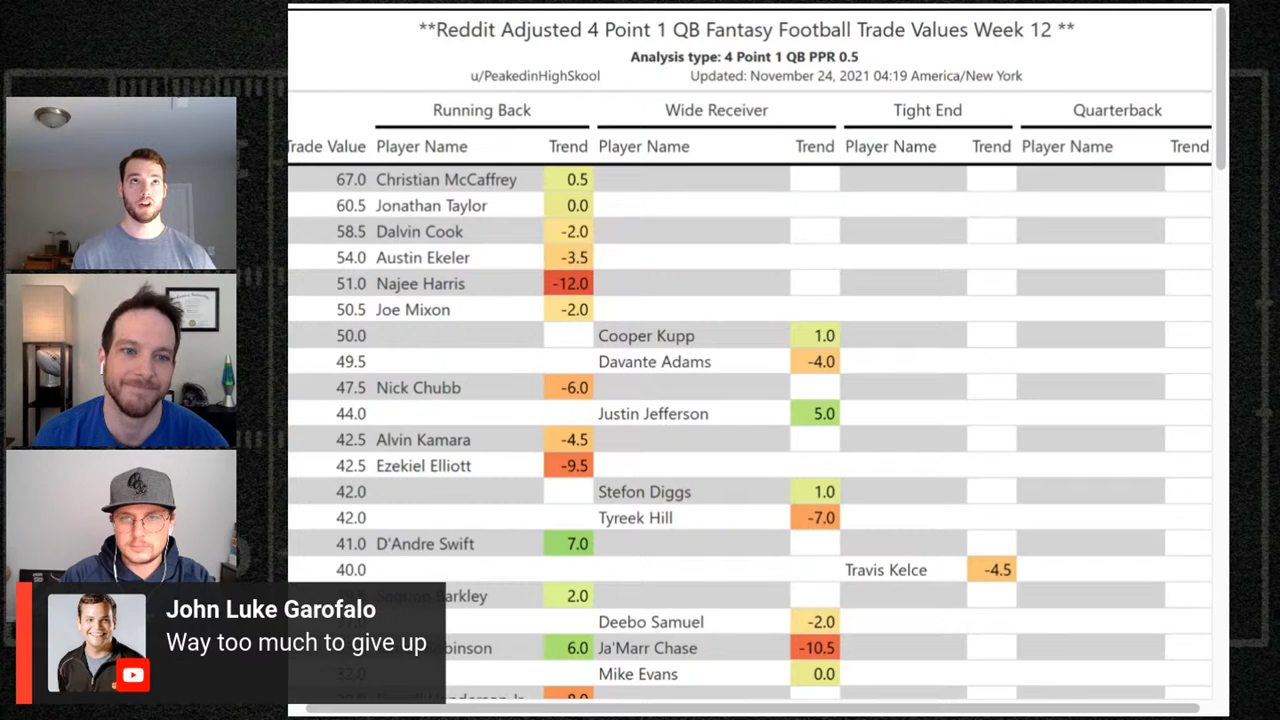 **Reddit Adjusted 4 Point 1 QB Fantasy Football Trade Values Week 12 **
Analysis type: 4 Point 1 QB PPR 0.5
u/PeakedinHighSkool Updated: November 24, 2021 04:19 America/New York
Running Back Wide Receiver Tight End Quarterback
Trade Value Player Name Trend Player Name Trend Player Name Trend Player Name Trend
67.0 Christian McCaffrey 0.5
60.5 Jonathan Taylor 0.0
58.5 Dalvin Cook -2.0
54.0 Austin Ekeler -3.5
51.0 Najee Harris -12.0
50.5 Joe Mixon -2.0
50.0 Cooper Kupp 1.0
49.5 Davante Adams -4.0
47.5 Nick Chubb -6.0
44.0 Justin Jefferson 5.0
42.5 Alvin Kamara -4.5
42.5 Ezekiel Elliott -9.5
42.0 Stefon Diggs 1.0
42.0 Tyreek Hill -7.0
41.0 D'Andre Swift 7.0
40.0 Travis Kelce -4.5
Saquon Barkley 2.0
Deebo Samuel -2.0
binson 6.0 Ja'Marr Chase -10.5
32.0 Mike Evans 0.0
John Luke Garofalo
Way too much to give up